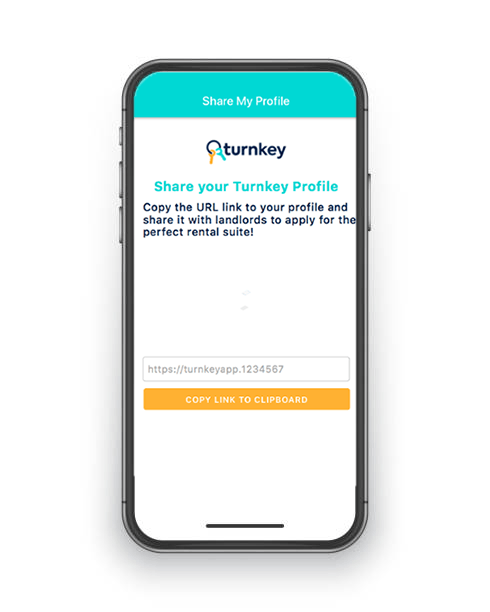 Share My Profile
turnkey
Share your Turnkey Profile
Copy the URL link to your profile and
share it with landlords to apply for the
perfect rental suite!
https://turnkeyapp.1234567
COPY LINK TO CLIPBOARD